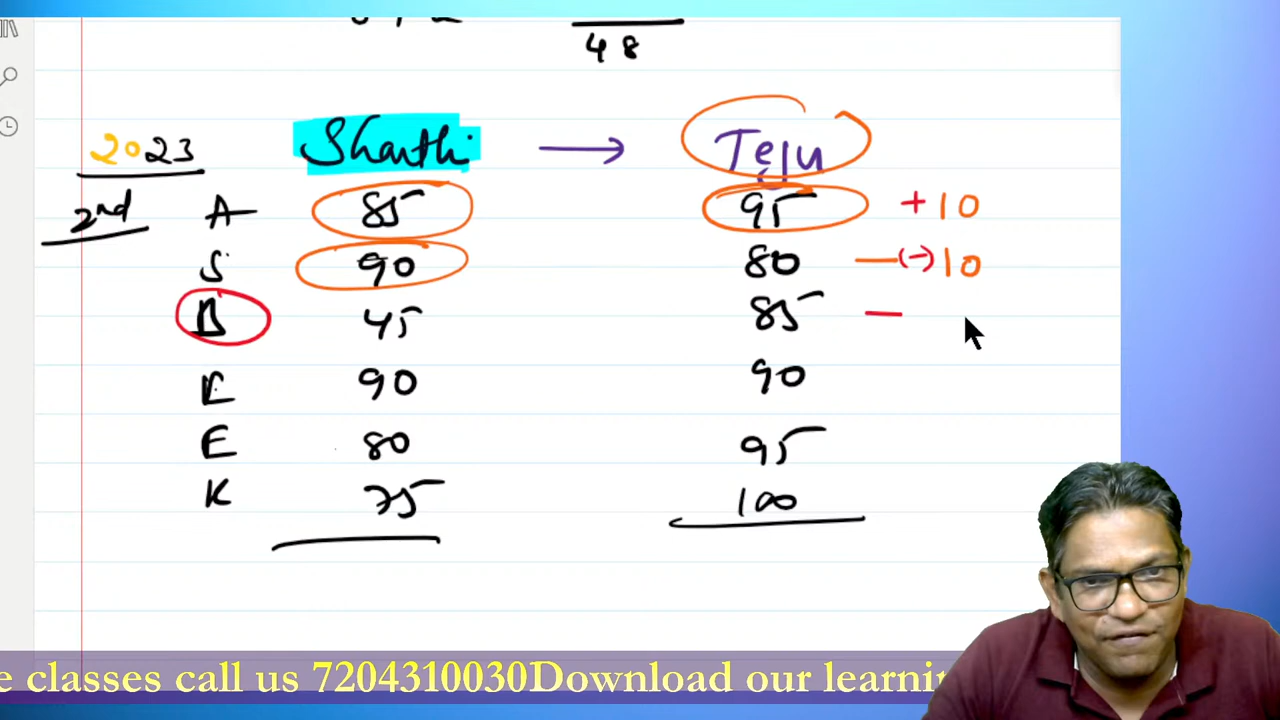 48
2023 Sharth → Teju
2nd A 85 95 +10
S 90 80 —(-)10
B 45 85 —
E 90 90
E 80 95
K 75 100
e classes call us 7204310030Download our learnin